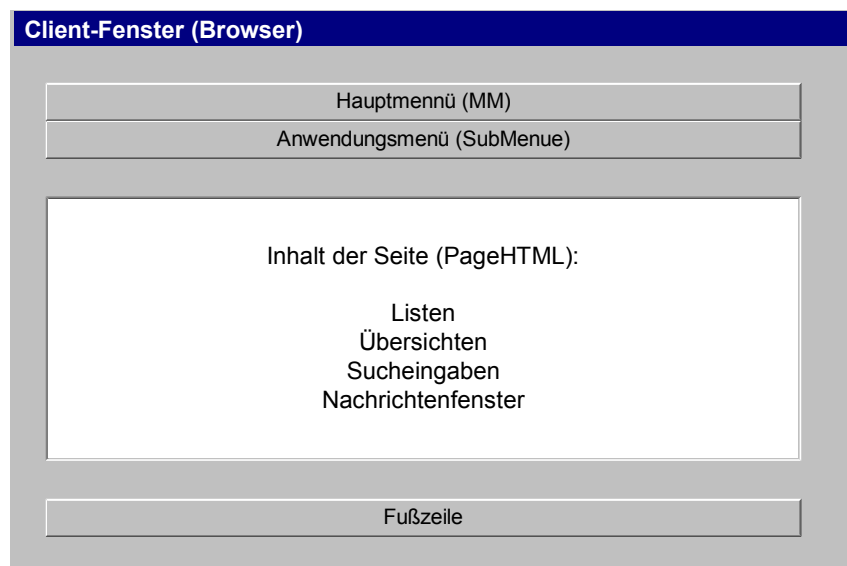 Client-Fenster (Browser)
Hauptmennü (MM)
Anwendungsmenü (SubMenue)
Inhalt der Seite (PageHTML):
Listen
Übersichten
Sucheingaben
Nachrichtenfenster
Fußzeile